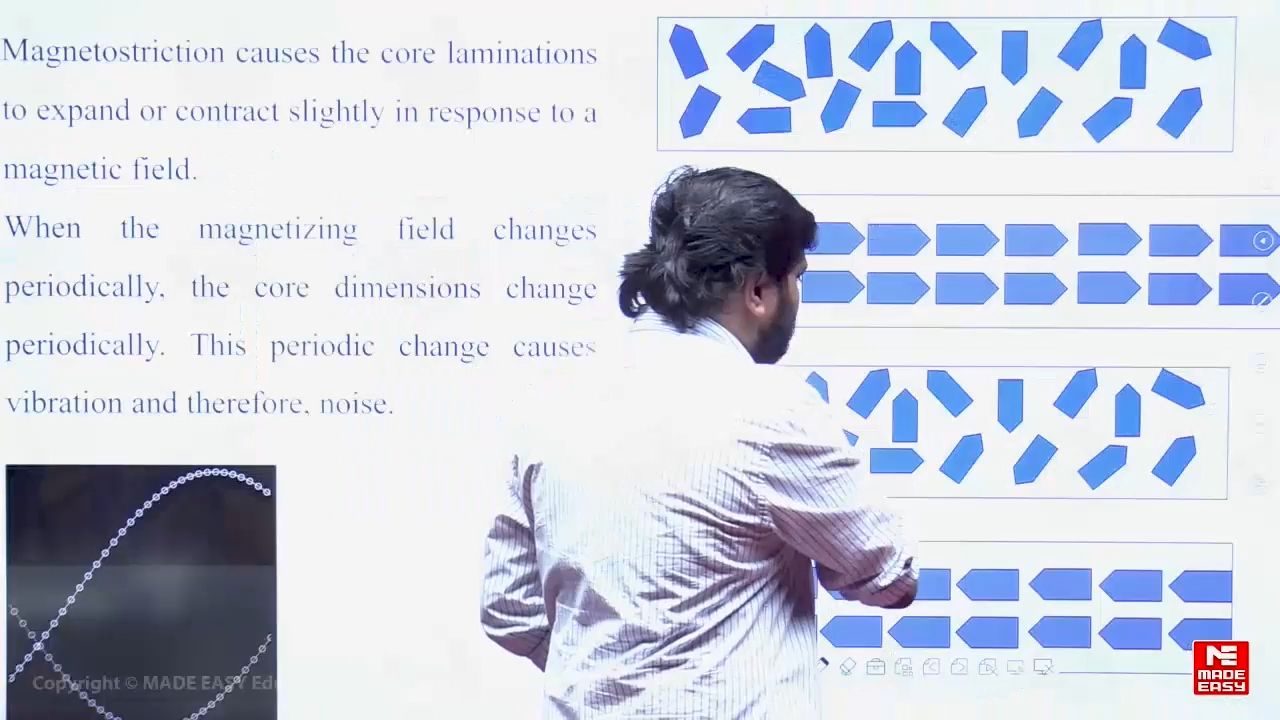 Magnetostriction causes the core laminations
to expand or contract slightly in response to a
magnetic field.
When the magnetizing field changes
periodically, the core dimensions change
periodically. This periodic change causes
vibration and therefore, noise.
Copyright © MADE EASY Edu
ME
MADE
EASY